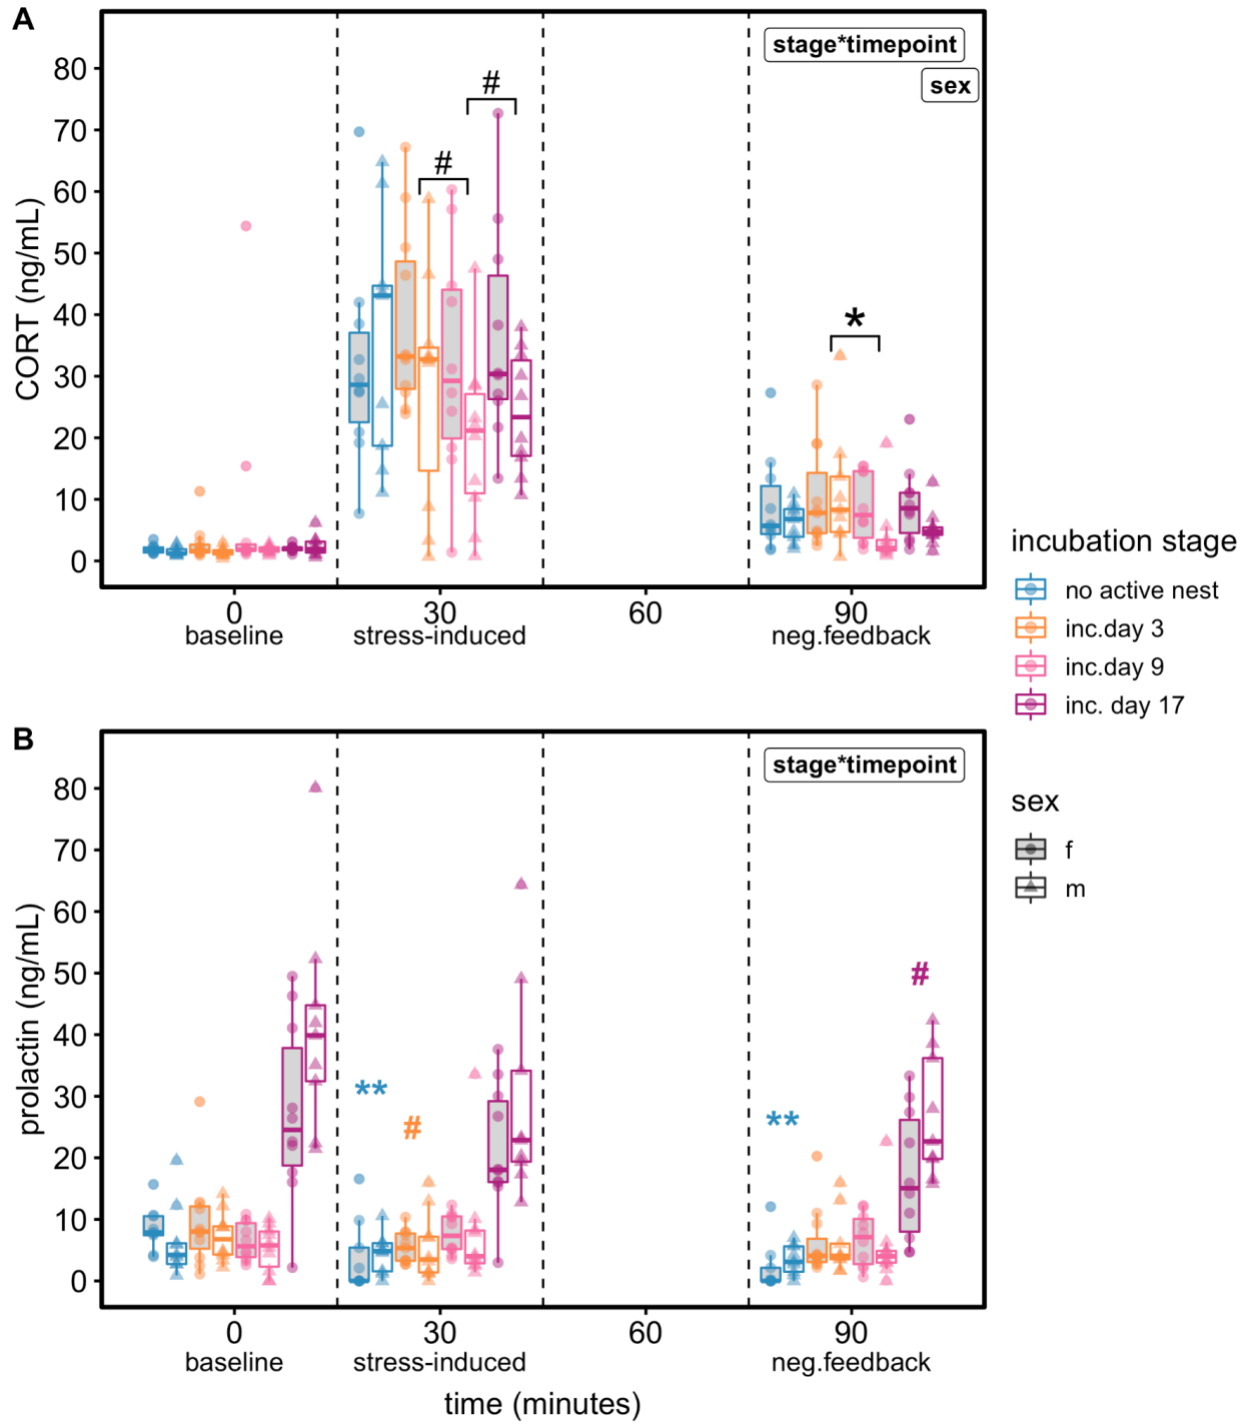 A
stage*timepoint
sex
80
70
60
50
40
30
20
10
0
CORT (ng/mL)
#
#
*
0
30
60
90
baseline
stress-induced
neg.feedback
incubation stage
no active nest
inc.day 3
inc.day 9
inc. day 17
sex
f
m
B
stage*timepoint
80
70
60
50
40
30
20
10
0
prolactin (ng/mL)
**
#
**
#
0
30
60
90
baseline
stress-induced
neg.feedback
time (minutes)